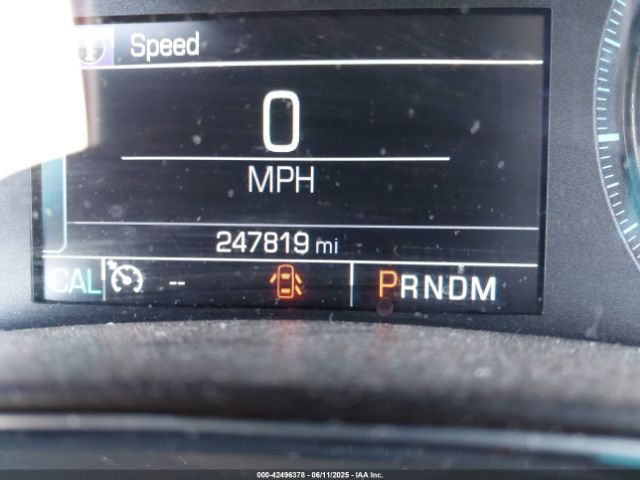 Speed
0
MPH
247819 mi
CAL -- PRNDM
000-42496378 - 06/11/2025 - IAA Inc.